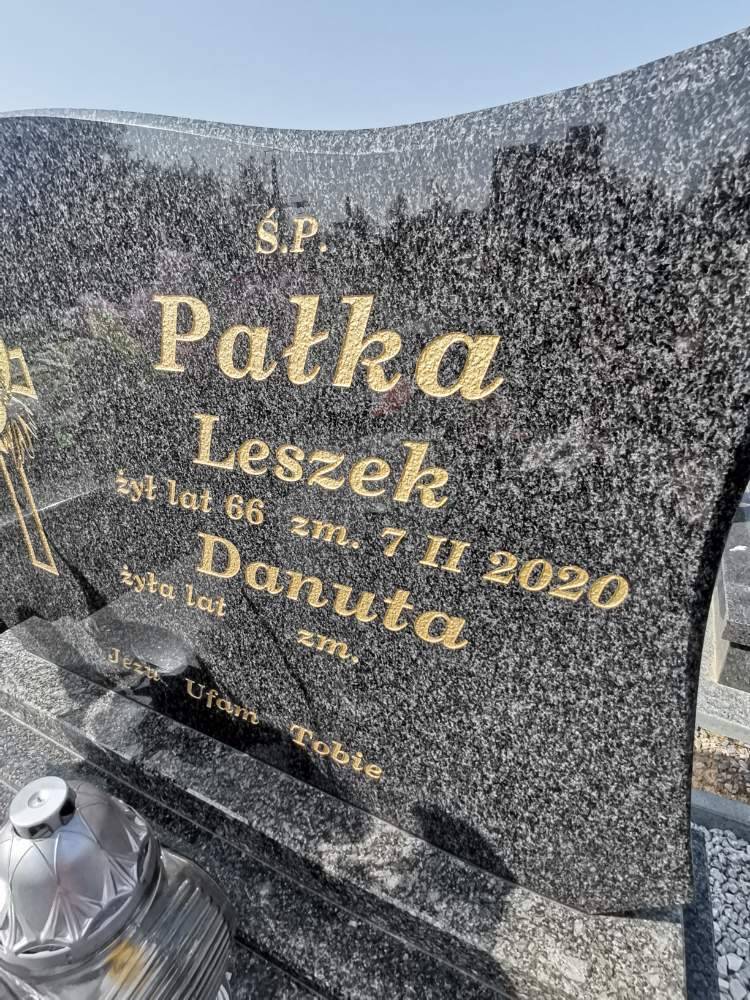 Ś.P.
Pałka
Leszek
żył lat 66 zm. 7 II 2020
Danuta
żyła lat zm.
Jezu Ufam Tobie